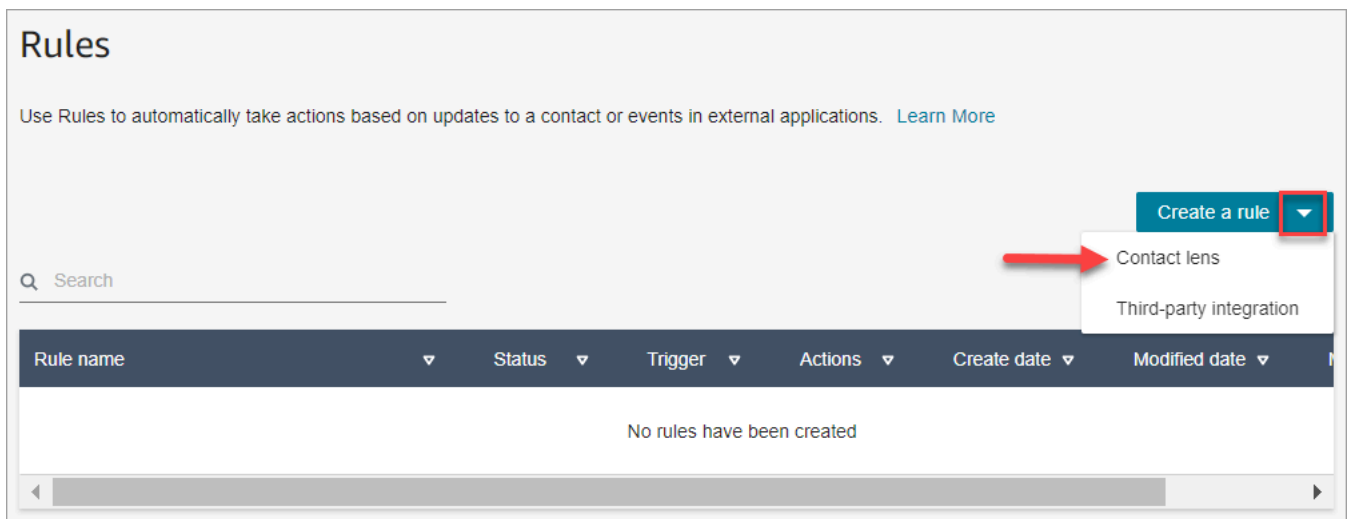 Rules
Use Rules to automatically take actions based on updates to a contact or events in external applications. Learn More
Create a rule
Contact lens
Search
Third-party integration
Rule name Status Trigger Actions Create date Modified date
No rules have been created